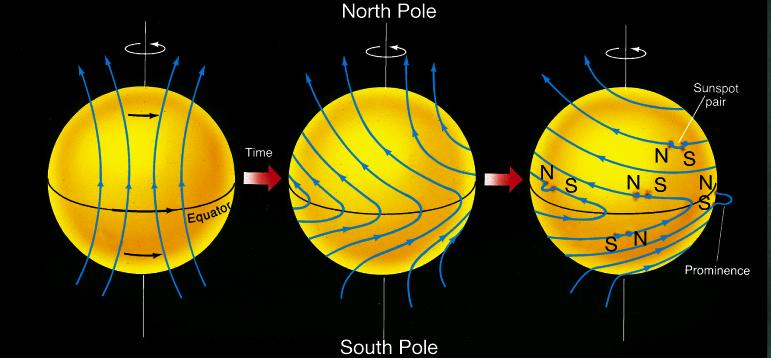 North Pole
Sunspot
pair
Time
N S
N S
N S
N
S
Equator
S N
Prominence
South Pole